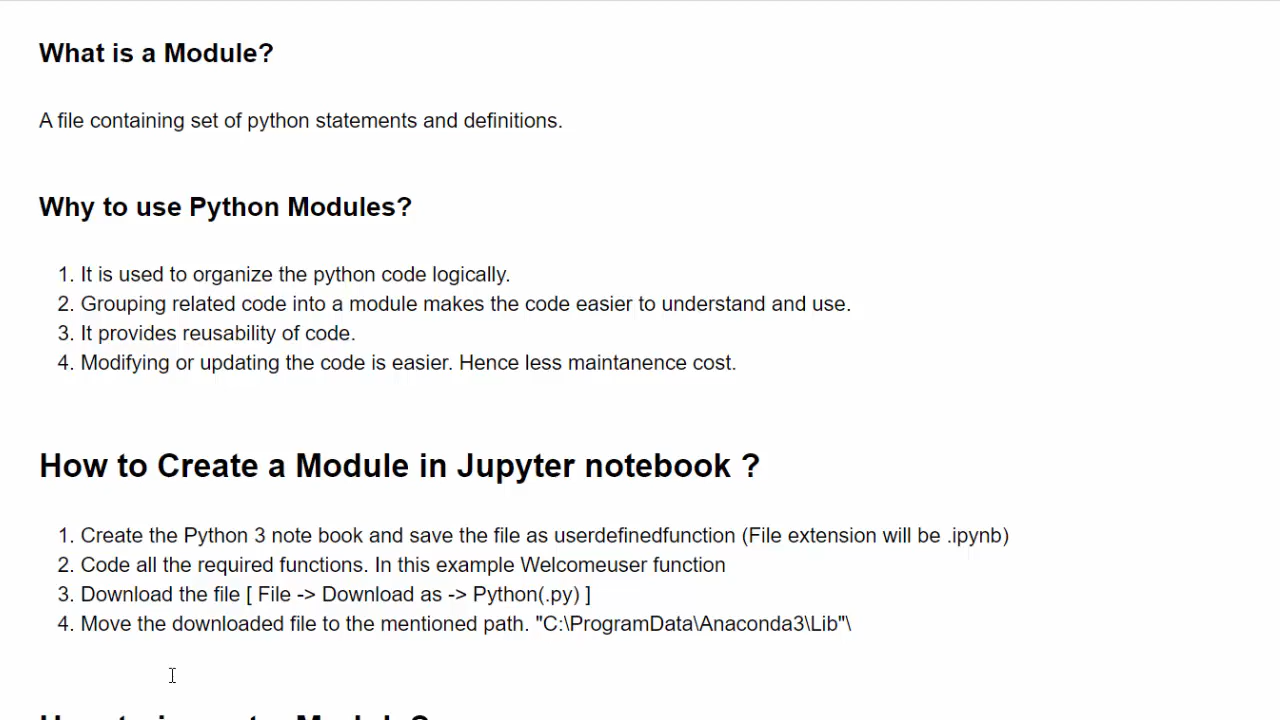 What is a Module?
A file containing set of python statements and definitions.
Why to use Python Modules?
1. It is used to organize the python code logically.
2. Grouping related code into a module makes the code easier to understand and use.
3. It provides reusability of code.
4. Modifying or updating the code is easier. Hence less maintanence cost.
How to Create a Module in Jupyter notebook ?
1. Create the Python 3 note book and save the file as userdefinedfunction (File extension will be .ipynb)
2. Code all the required functions. In this example Welcomeuser function
3. Download the file [ File -> Download as -> Python(.py) ]
4. Move the downloaded file to the mentioned path. "C:\ProgramData\Anaconda3\Lib"\